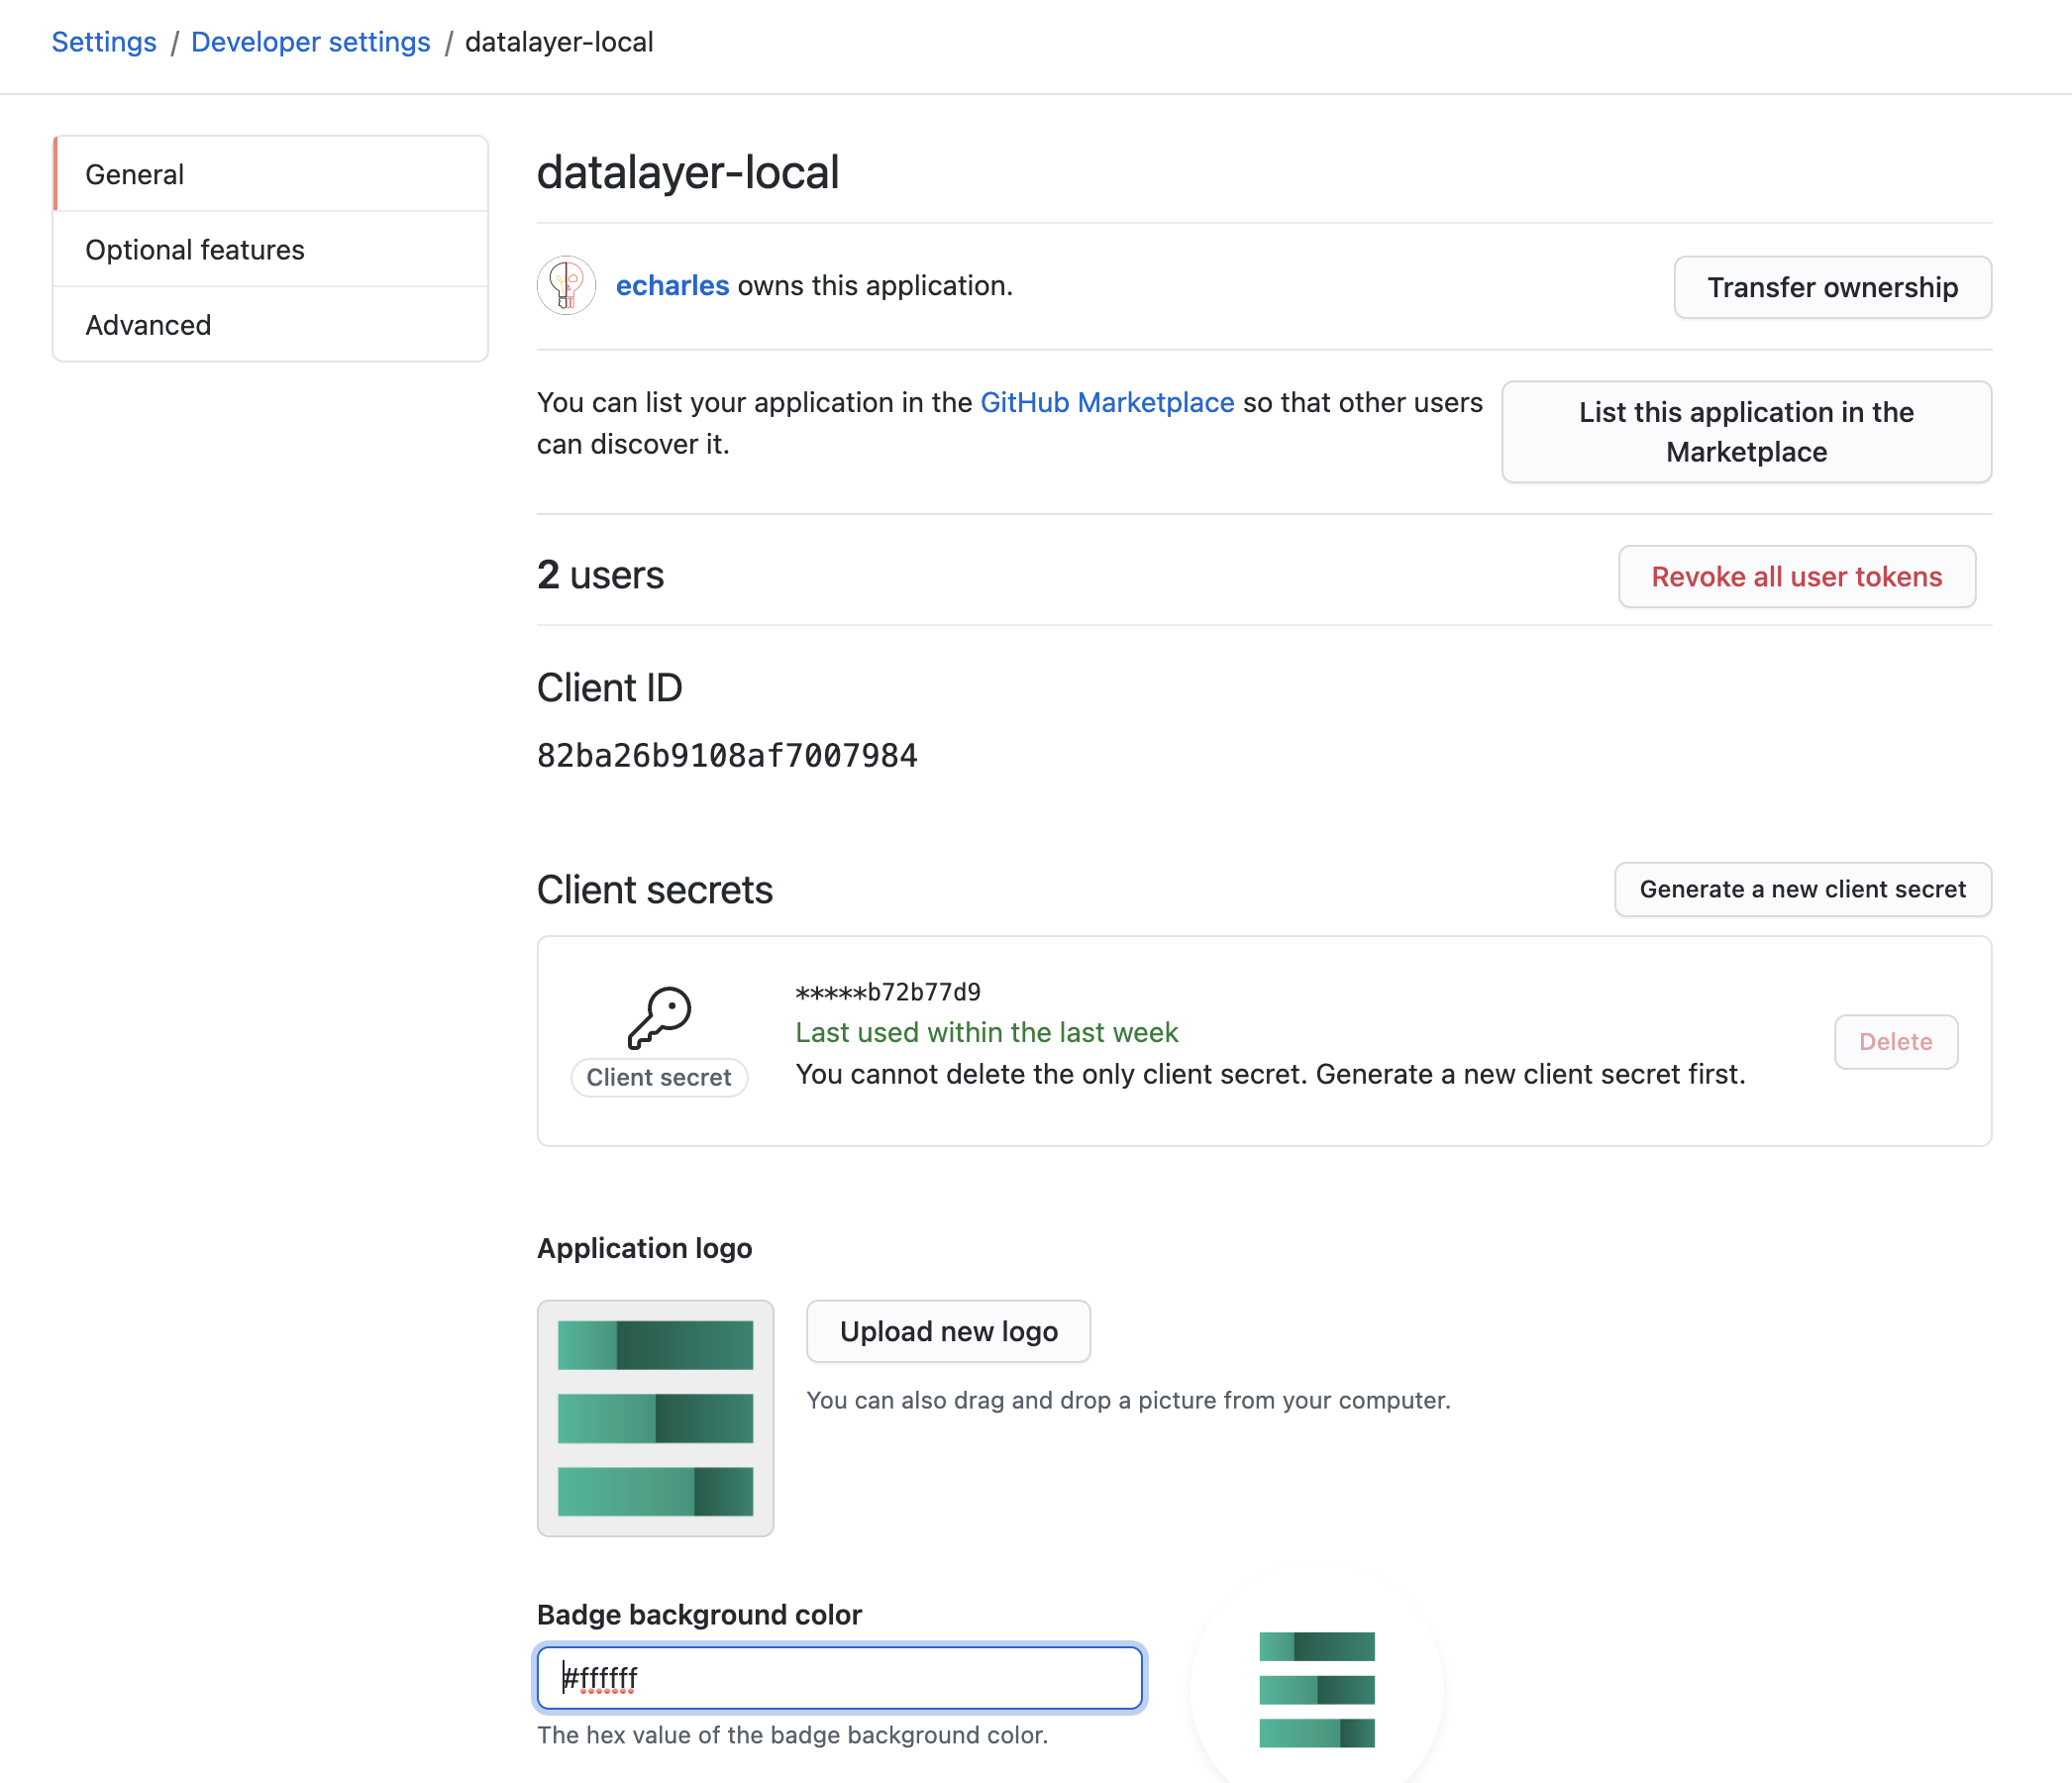 Settings / Developer settings / datalayer-local
General
Optional features
Advanced
datalayer-local
echarles owns this application.
Transfer ownership
You can list your application in the GitHub Marketplace so that other users
can discover it.
List this application in the
Marketplace
2 users
Revoke all user tokens
Client ID
82ba26b9108af7007984
Client secrets
Generate a new client secret
*****b72b77d9
Last used within the last week
You cannot delete the only client secret. Generate a new client secret first.
Client secret
Delete
Application logo
Upload new logo
You can also drag and drop a picture from your computer.
Badge background color
#ffffff
The hex value of the badge background color.